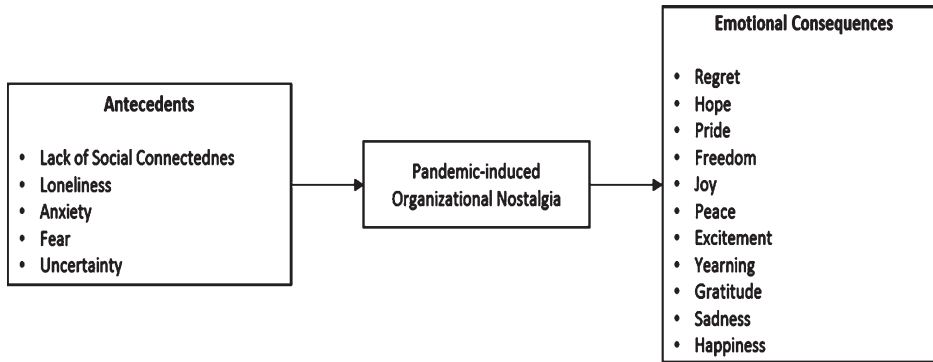 Antecedents
• Lack of Social Connectednes
• Loneliness
• Anxiety
• Fear
• Uncertainty
Pandemic-induced
Organizational Nostalgia
Emotional Consequences
• Regret
• Hope
• Pride
• Freedom
• Joy
• Peace
• Excitement
• Yearning
• Gratitude
• Sadness
• Happiness